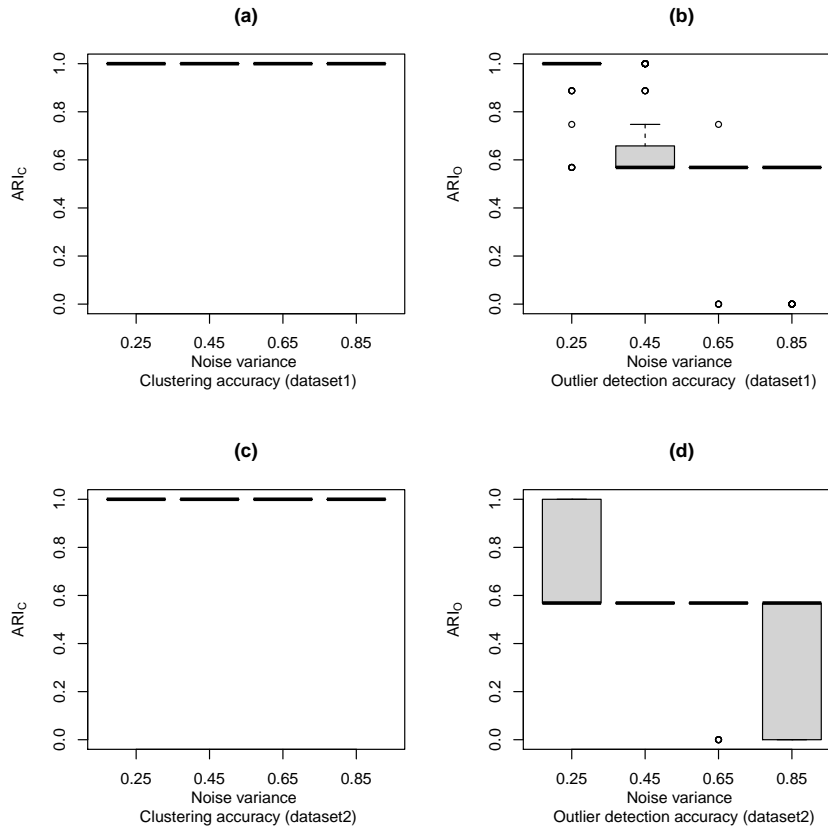 (a)
ARI_C
1.0
0.8
0.6
0.4
0.2
0.0
0.25 0.45 0.65 0.85
Noise variance
Clustering accuracy (dataset1)
(b)
ARI_O
1.0
0.8
0.6
0.4
0.2
0.0
0.25 0.45 0.65 0.85
Noise variance
Outlier detection accuracy (dataset1)
(c)
ARI_C
1.0
0.8
0.6
0.4
0.2
0.0
0.25 0.45 0.65 0.85
Noise variance
Clustering accuracy (dataset2)
(d)
ARI_O
1.0
0.8
0.6
0.4
0.2
0.0
0.25 0.45 0.65 0.85
Noise variance
Outlier detection accuracy (dataset2)